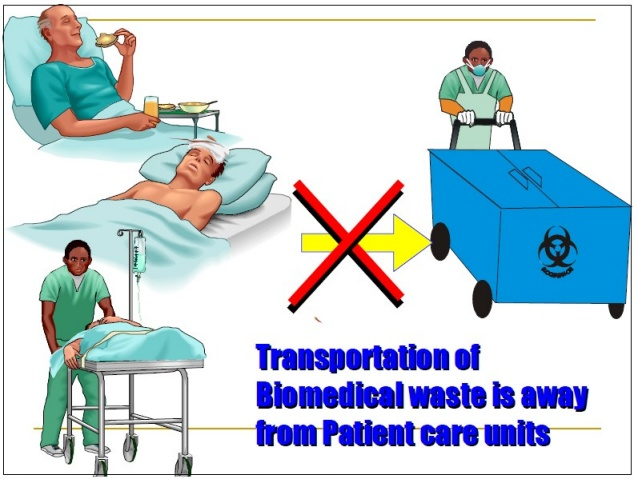 Transportation of
Biomedical waste is away
from Patient care units